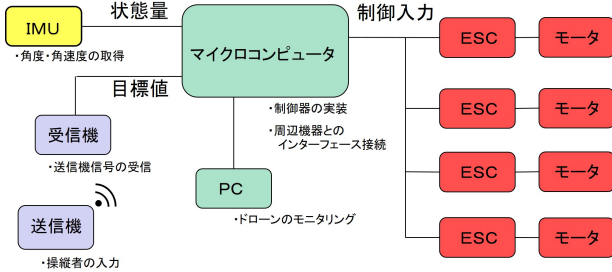 状態量
制御入力
IMU
マイクロコンピュータ
ESC
モータ
・角度・角速度の取得
目標値
・制御器の実装
ESC
モータ
受信機
・周辺機器との
インターフェース接続
・送信機信号の受信
ESC
モータ
PC
・ドローンのモニタリング
送信機
ESC
モータ
・操縦者の入力